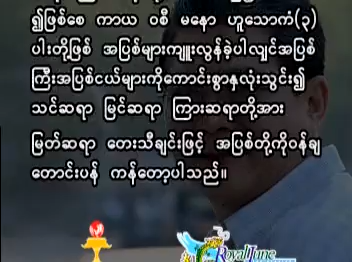 ၍ဖြစ်စေ ကာယ ဝစီ မနော ဟူသောကံ(၃)
ပါးတို့ဖြစ် အပြစ်များကျူးလွန်ခဲ့ပါလျှင်အပြစ်
ကြီးအပြစ်ငယ်များကိုကောင်းစွာနှလုံးသွင်း၍
သင်ဆရာ မြင်ဆရာ ကြားဆရာတို့အား
မြတ်ဆရာ တေးသီချင်းဖြင့် အပြစ်တို့ကိုဝန်ချ
တောင်းပန် ကန်တော့ပါသည်။
Royal Tune